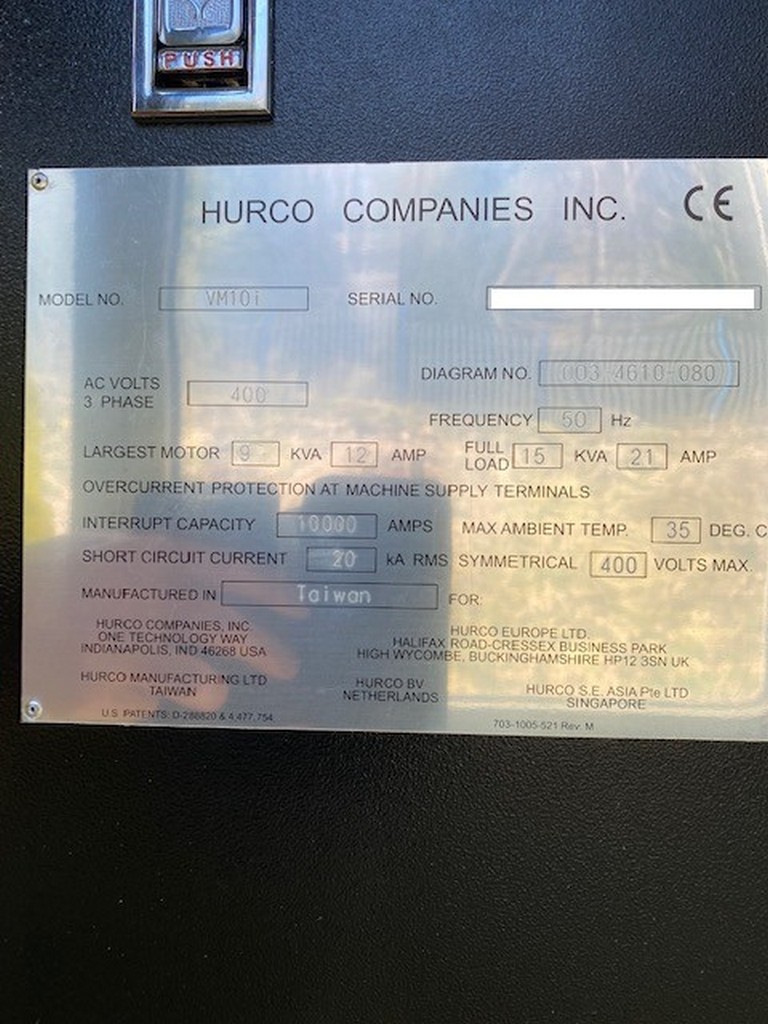 PUSH
HURCO COMPANIES INC. CE
MODEL NO. VM10i SERIAL NO.
DIAGRAM NO. 003-4610-080
AC VOLTS 400
3 PHASE
FREQUENCY 50 Hz
LARGEST MOTOR 9 KVA 12 AMP FULL LOAD 15 KVA 21 AMP
OVERCURRENT PROTECTION AT MACHINE SUPPLY TERMINALS
INTERRUPT CAPACITY 10000 AMPS MAX AMBIENT TEMP. 35 DEG. C
SHORT CIRCUIT CURRENT 20 kA RMS SYMMETRICAL 400 VOLTS MAX.
MANUFACTURED IN Taiwan FOR:
HURCO COMPANIES, INC.
ONE TECHNOLOGY WAY
INDIANAPOLIS, IND 46268 USA
HURCO EUROPE LTD.
HALIFAX ROAD-CRESSEX BUSINESS PARK
HIGH WYCOMBE, BUCKINGHAMSHIRE HP12 3SN UK
HURCO MANUFACTURING LTD
TAIWAN
HURCO BV
NETHERLANDS
HURCO S.E. ASIA Pte LTD
SINGAPORE
U.S. PATENTS: D-286820 & 4,477,754
703-1005-521 Rev. M